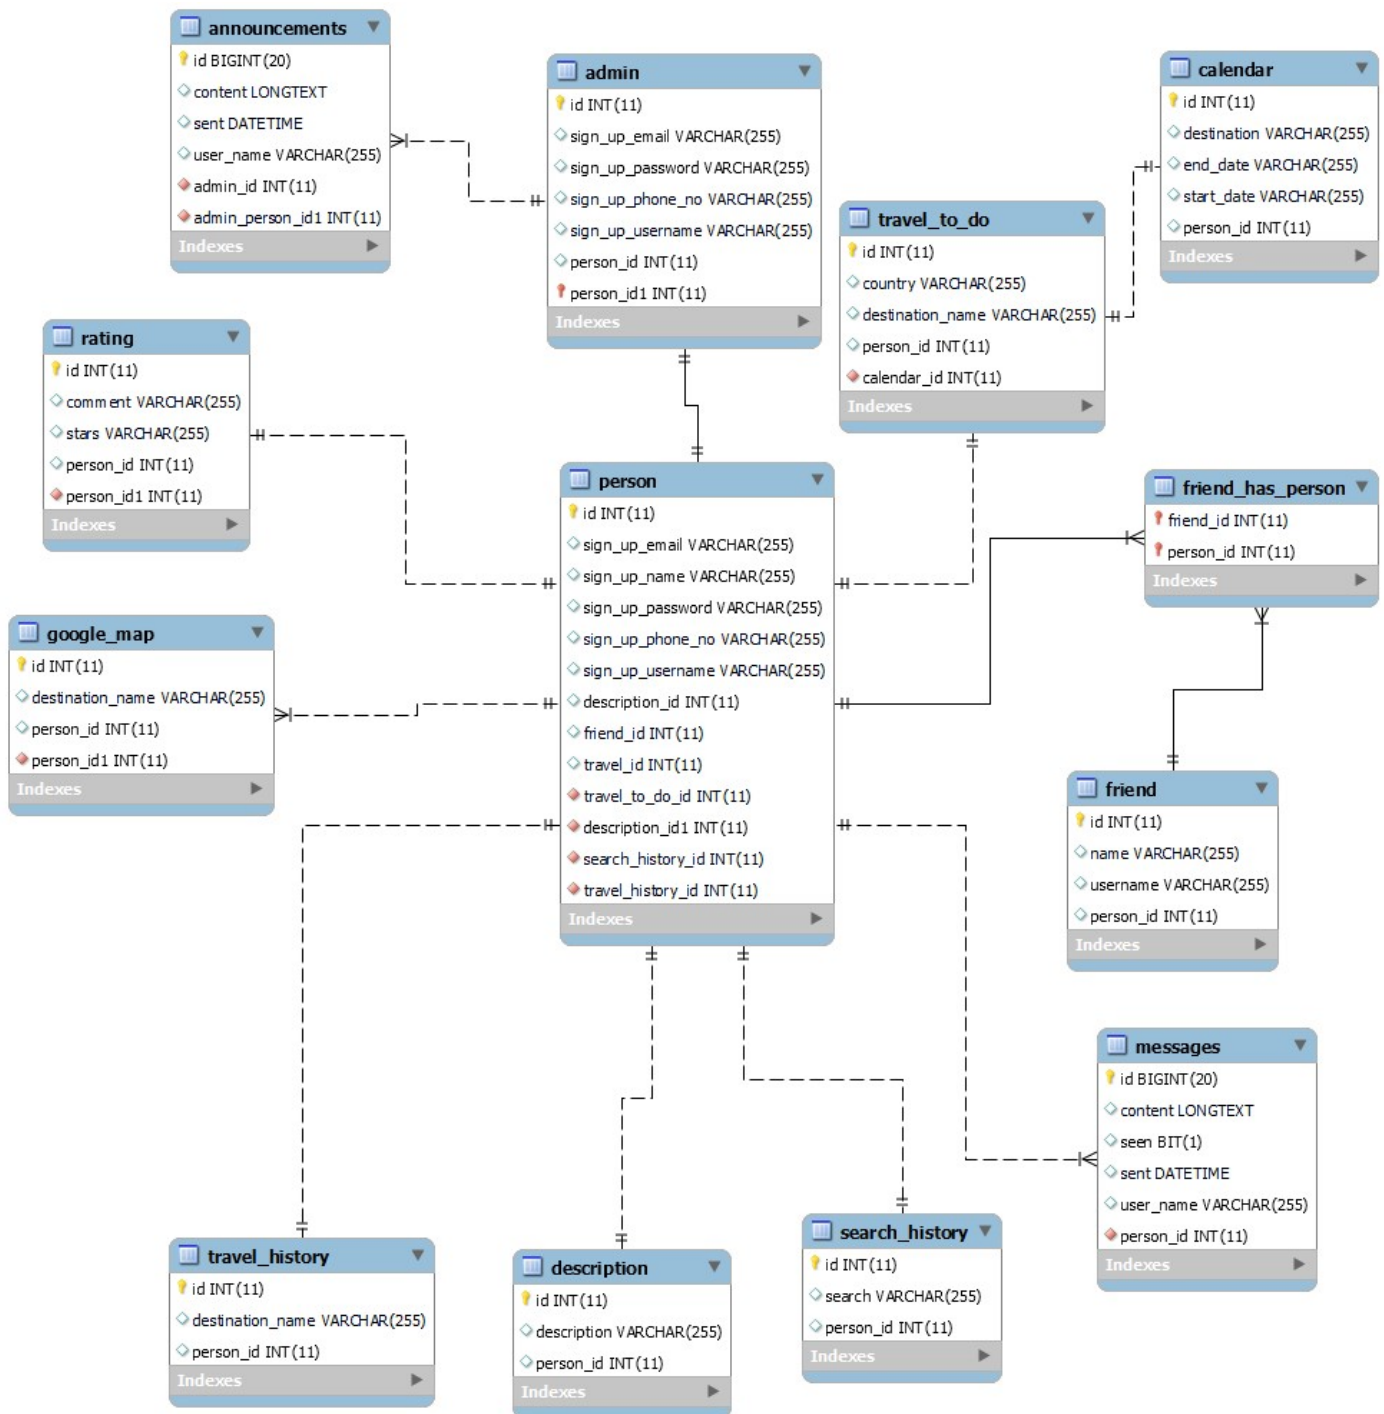 announcements
id BIGINT(20)
content LONGTEXT
sent DATETIME
user_name VARCHAR(255)
admin_id INT(11)
admin_person_id1 INT(11)
Indexes
admin
id INT(11)
sign_up_email VARCHAR(255)
sign_up_password VARCHAR(255)
sign_up_phone_no VARCHAR(255)
sign_up_username VARCHAR(255)
person_id INT(11)
person_id1 INT(11)
Indexes
calendar
id INT(11)
destination VARCHAR(255)
end_date VARCHAR(255)
start_date VARCHAR(255)
person_id INT(11)
Indexes
travel_to_do
id INT(11)
country VARCHAR(255)
destination_name VARCHAR(255)
person_id INT(11)
calendar_id INT(11)
Indexes
rating
id INT(11)
comment VARCHAR(255)
stars VARCHAR(255)
person_id INT(11)
person_id1 INT(11)
Indexes
person
id INT(11)
sign_up_email VARCHAR(255)
sign_up_name VARCHAR(255)
sign_up_password VARCHAR(255)
sign_up_phone_no VARCHAR(255)
sign_up_username VARCHAR(255)
description_id INT(11)
friend_id INT(11)
travel_id INT(11)
travel_to_do_id INT(11)
description_id1 INT(11)
search_history_id INT(11)
travel_history_id INT(11)
Indexes
friend_has_person
friend_id INT(11)
person_id INT(11)
Indexes
google_map
id INT(11)
destination_name VARCHAR(255)
person_id INT(11)
person_id1 INT(11)
Indexes
friend
id INT(11)
name VARCHAR(255)
username VARCHAR(255)
person_id INT(11)
Indexes
messages
id BIGINT(20)
content LONGTEXT
seen BIT(1)
sent DATETIME
user_name VARCHAR(255)
person_id INT(11)
Indexes
travel_history
id INT(11)
destination_name VARCHAR(255)
person_id INT(11)
Indexes
description
id INT(11)
description VARCHAR(255)
person_id INT(11)
Indexes
search_history
id INT(11)
search VARCHAR(255)
person_id INT(11)
Indexes